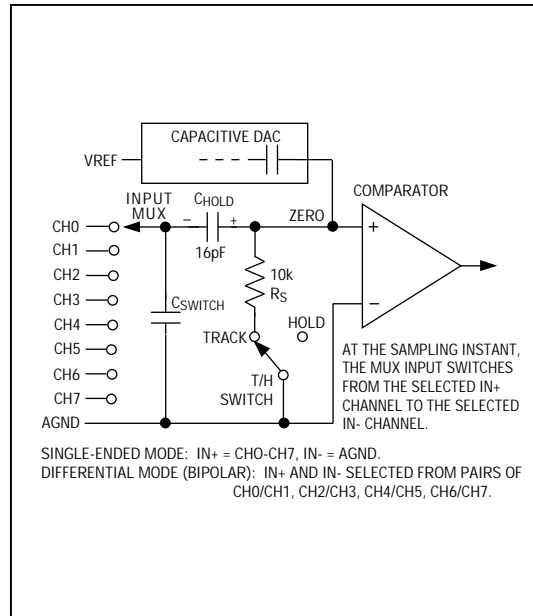 CAPACITIVE DAC
VREF
INPUT
MUX
CHOLD
COMPARATOR
– +
ZERO
+
CH0
CH1
16pF
CH2
10k
RS
CH3
CSWITCH
–
HOLD
CH4
TRACK
CH5
CH6
T/H
SWITCH
CH7
AGND
AT THE SAMPLING INSTANT,
THE MUX INPUT SWITCHES
FROM THE SELECTED IN+
CHANNEL TO THE SELECTED
IN- CHANNEL.
SINGLE-ENDED MODE: IN+ = CHO-CH7, IN- = AGND.
DIFFERENTIAL MODE (BIPOLAR): IN+ AND IN- SELECTED FROM PAIRS OF
CH0/CH1, CH2/CH3, CH4/CH5, CH6/CH7.